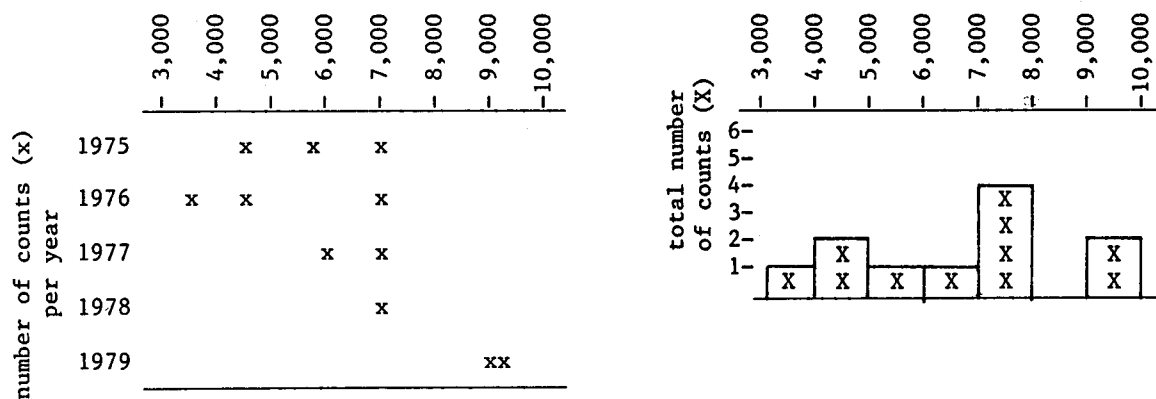 3,000 4,000 5,000 6,000 7,000 8,000 9,000 10,000
number of counts (x)
per year
1975 x x x
1976 x x x
1977 x x
1978 x
1979 xx
3,000 4,000 5,000 6,000 7,000 8,000 9,000 10,000
total number
of counts (X)
6-
5-
4-
3- X
X
2- X X X
1- X X X X X X